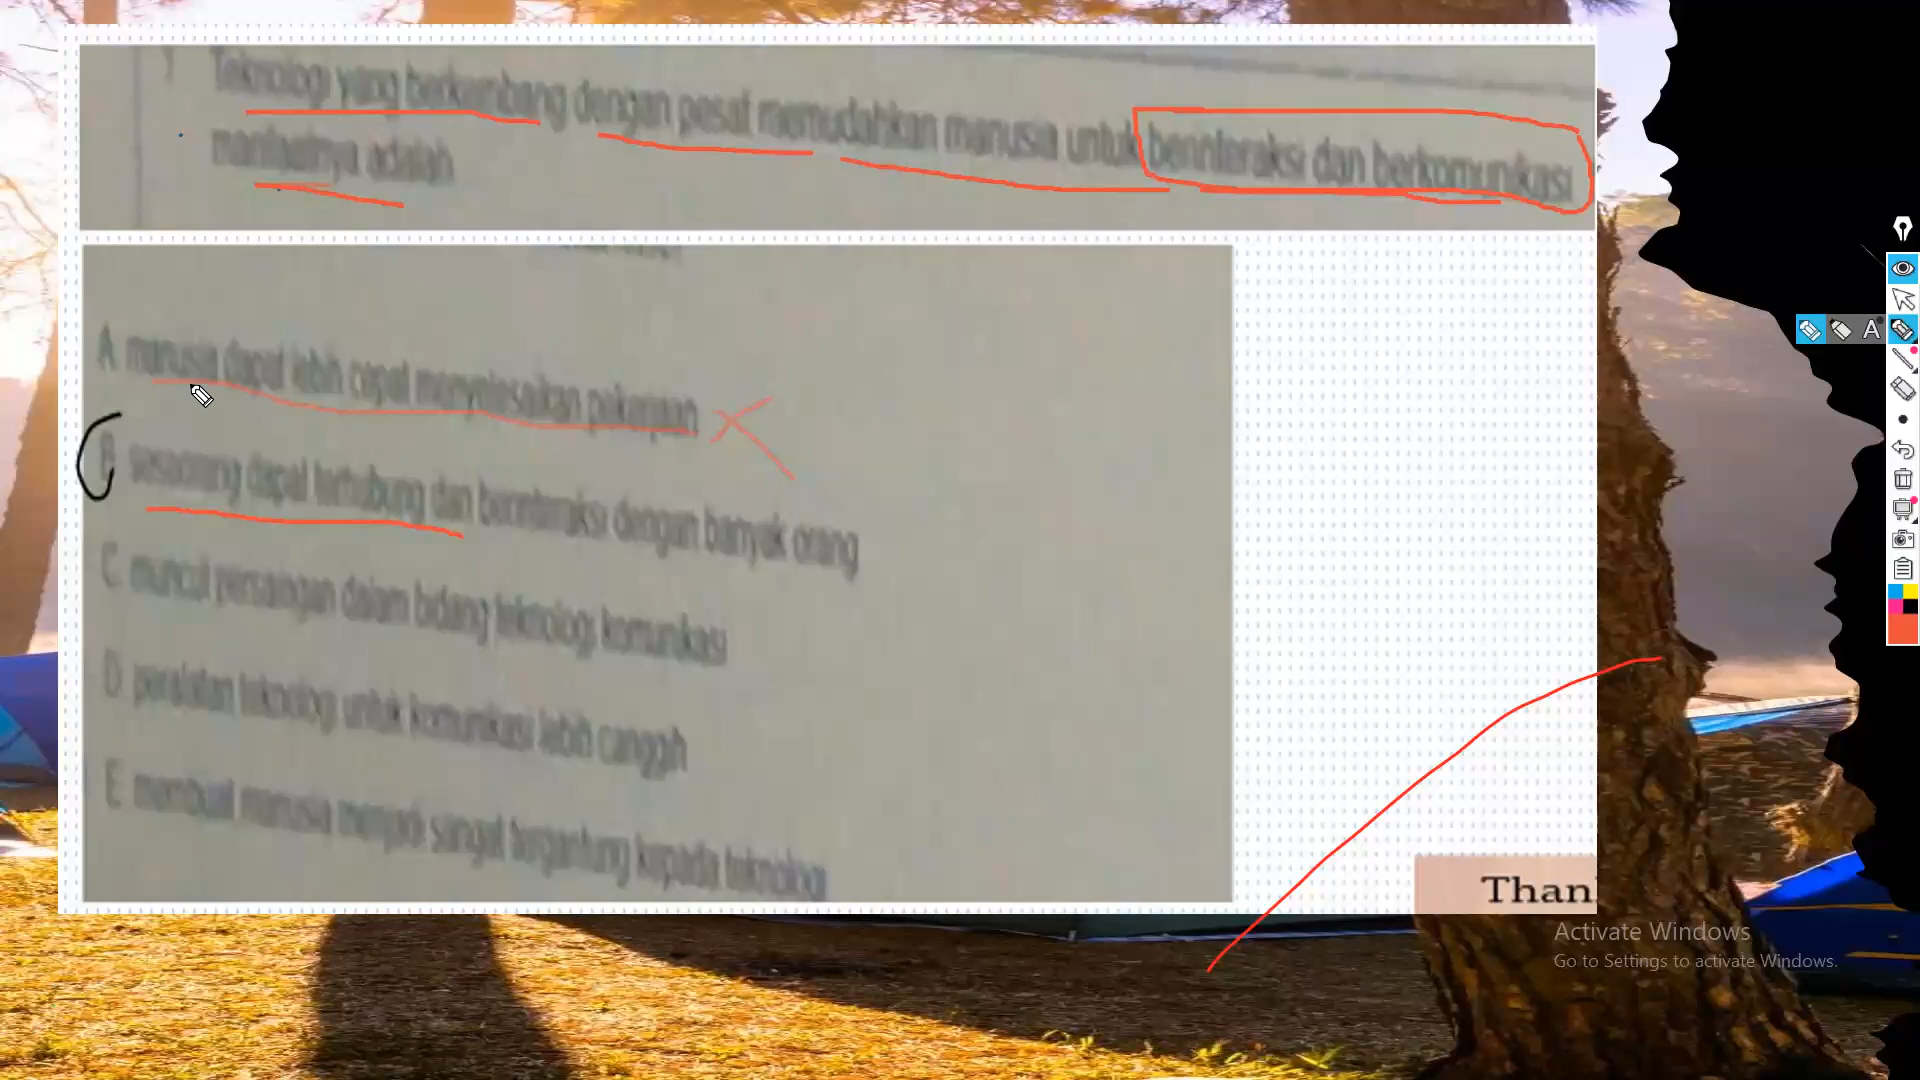 Teknologi yang berkembang dengan pesat memudahkan manusia untuk berinteraksi dan berkomunikasi
manfaatnya adalah
A manusia dapat lebih cepat menyelesaikan pekerjaan
B seseorang dapat terhubung dan berinteraksi dengan banyak orang
C muncul persaingan dalam bidang teknologi komunikasi
D peralatan teknologi untuk komunikasi lebih canggih
E membuat manusia menjadi sangat tergantung kepada teknologi
Than
Activate Windows
Go to Settings to activate Windows.
A